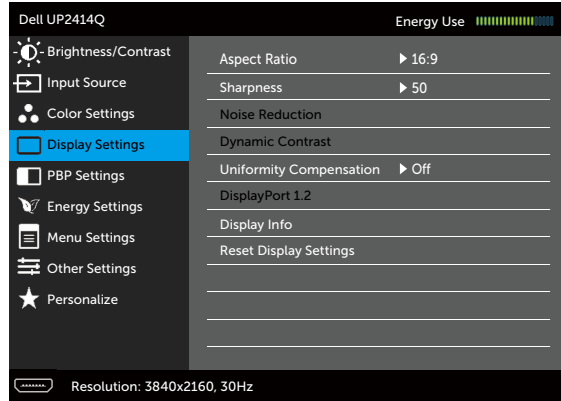 Dell UP2414Q Energy Use
Brightness/Contrast
Input Source
Color Settings
Display Settings
PBP Settings
Energy Settings
Menu Settings
Other Settings
Personalize
Aspect Ratio 16:9
Sharpness 50
Noise Reduction
Dynamic Contrast
Uniformity Compensation Off
DisplayPort 1.2
Display Info
Reset Display Settings
Resolution: 3840x2160, 30Hz